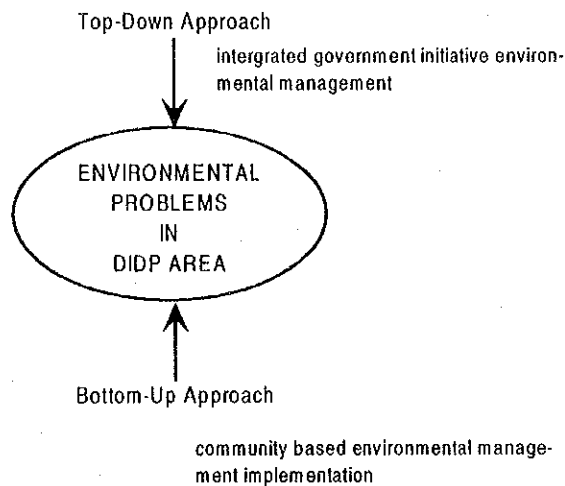 Top-Down Approach
intergrated government initiative environ-
mental management
ENVIRONMENTAL
PROBLEMS
IN
DIDP AREA
Bottom-Up Approach
community based environmental manage-
ment implementation